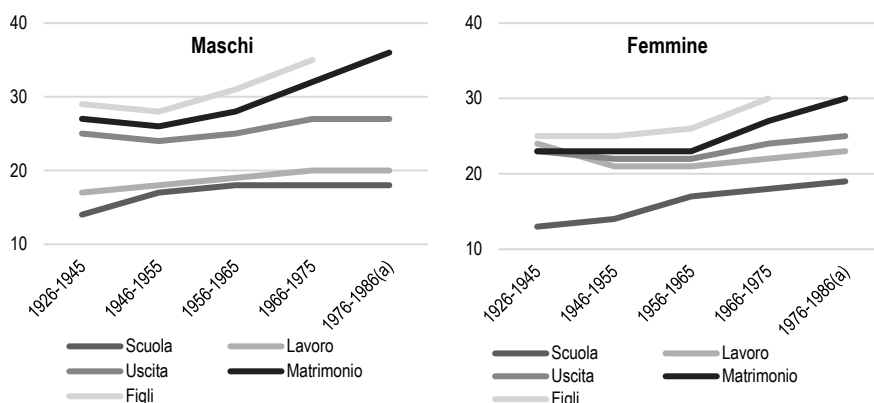 Maschi
40
30
20
10
1926-1945
1946-1955
1956-1965
1966-1975
1976-1986(a)
Scuola
Lavoro
Uscita
Matrimonio
Figli
Femmine
40
30
20
10
1926-1945
1946-1955
1956-1965
1966-1975
1976-1986(a)
Scuola
Lavoro
Uscita
Matrimonio
Figli